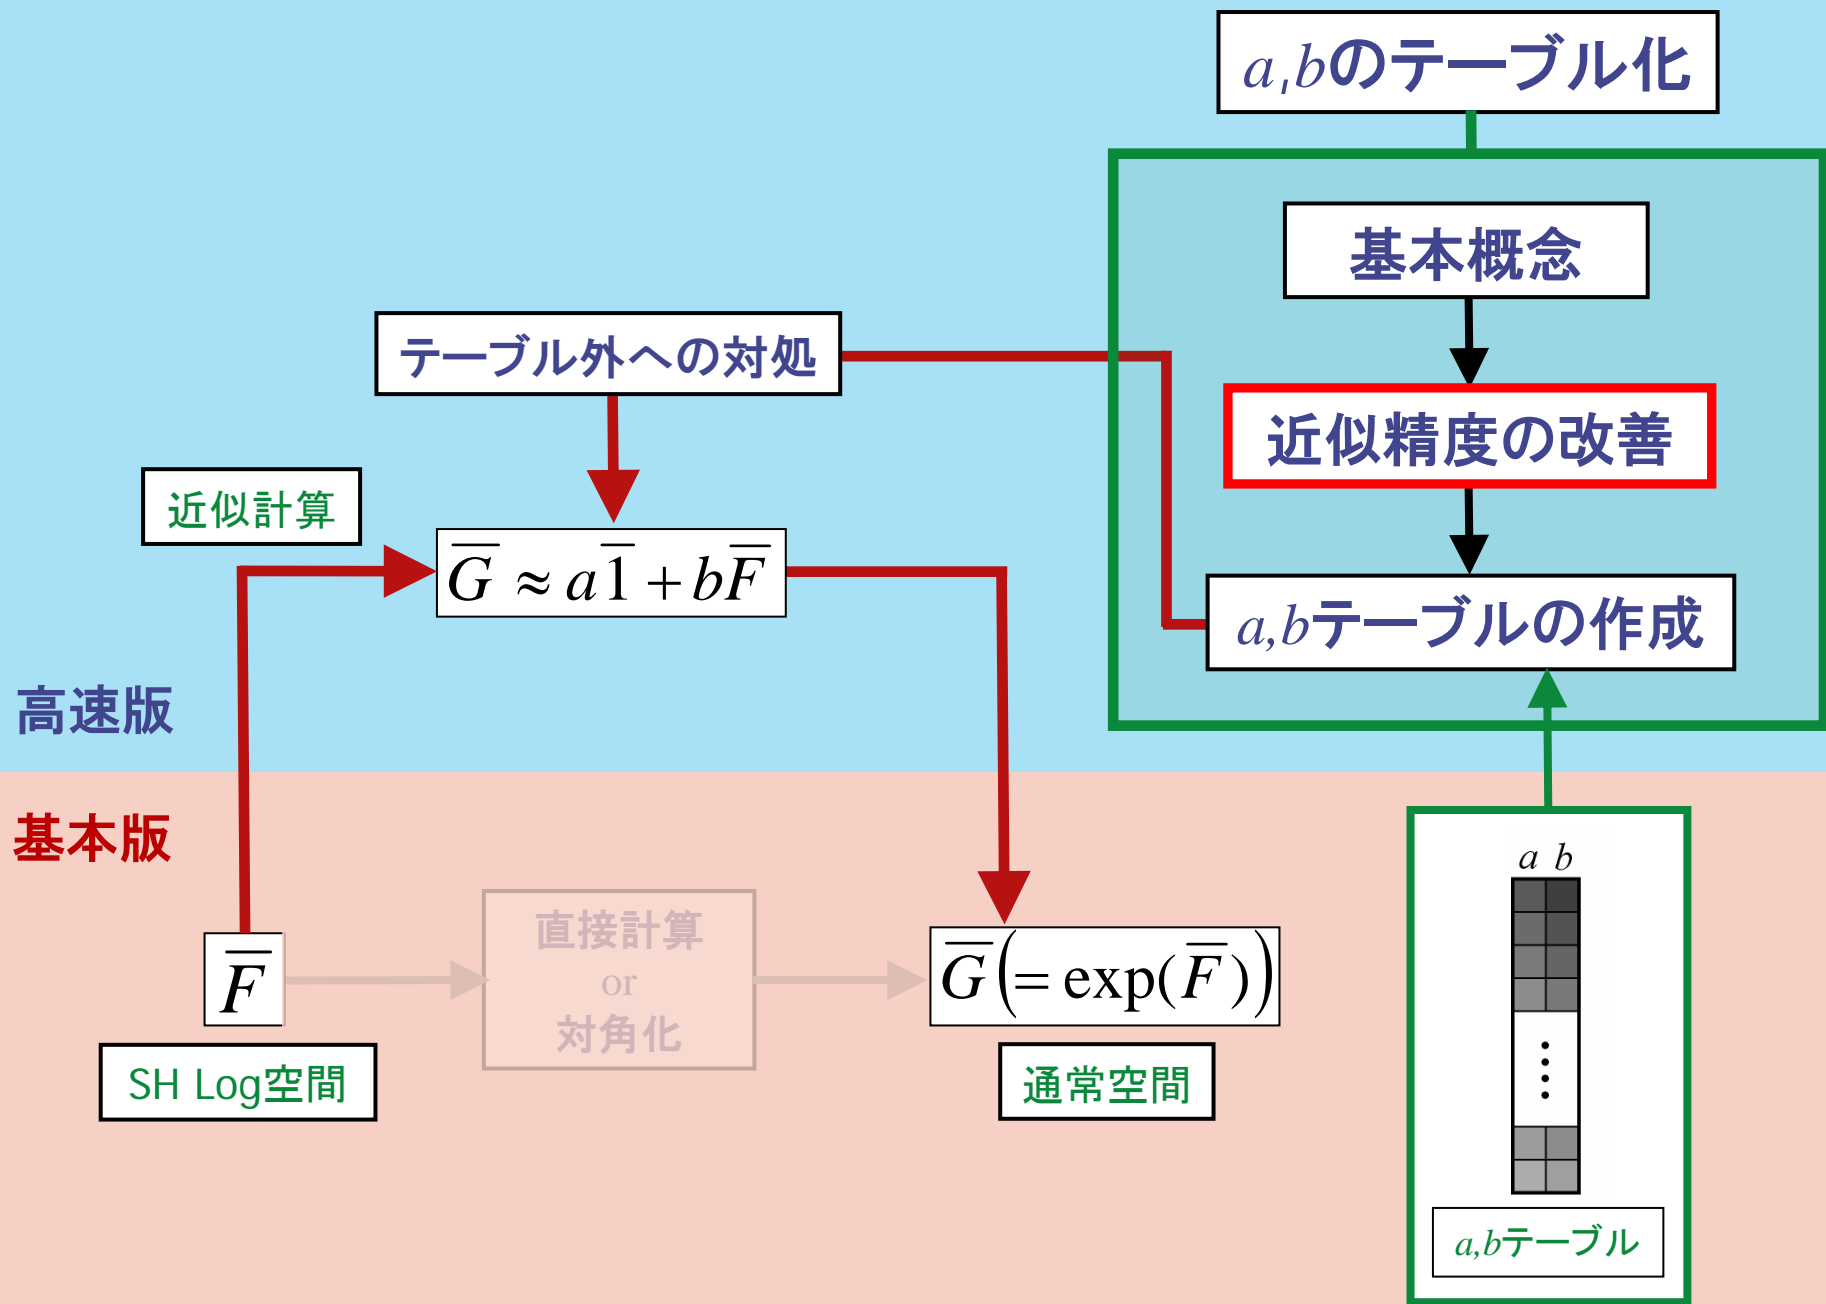 a,bのテーブル化
基本概念
テーブル外への対処
近似精度の改善
近似計算
G̅ ≈ a1̅ + bF̅
a,bテーブルの作成
高速版
基本版
a b
直接計算
or
対角化
F̅
G̅(= exp(F̅))
SH Log空間
通常空間
a,bテーブル